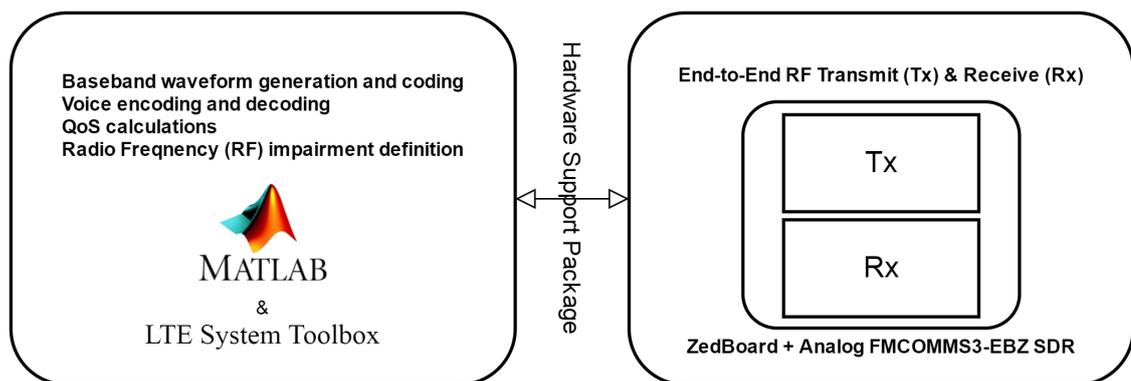 Baseband waveform generation and coding
Voice encoding and decoding
QoS calculations
Radio Freqnency (RF) impairment definition
MATLAB
&
LTE System Toolbox
Hardware Support Package
End-to-End RF Transmit (Tx) & Receive (Rx)
Tx
Rx
ZedBoard + Analog FMCOMMS3-EBZ SDR